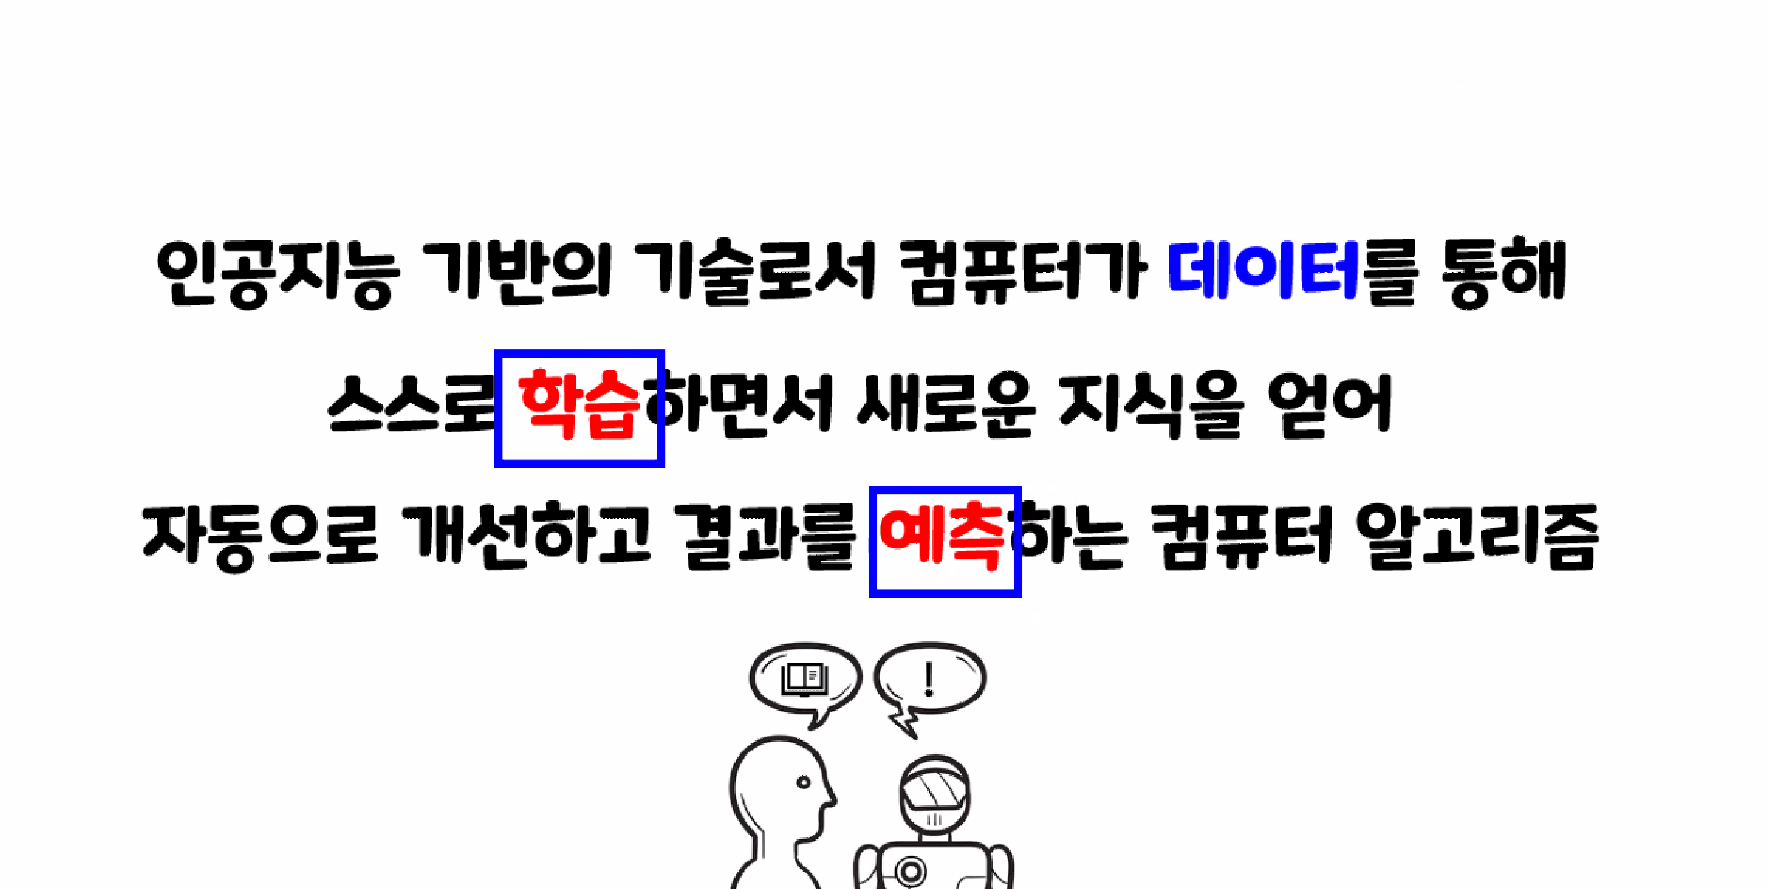 인공지능 기반의 기술로서 컴퓨터가 데이터를 통해
스스로 학습하면서 새로운 지식을 얻어
자동으로 개선하고 결과를 예측하는 컴퓨터 알고리즘
!